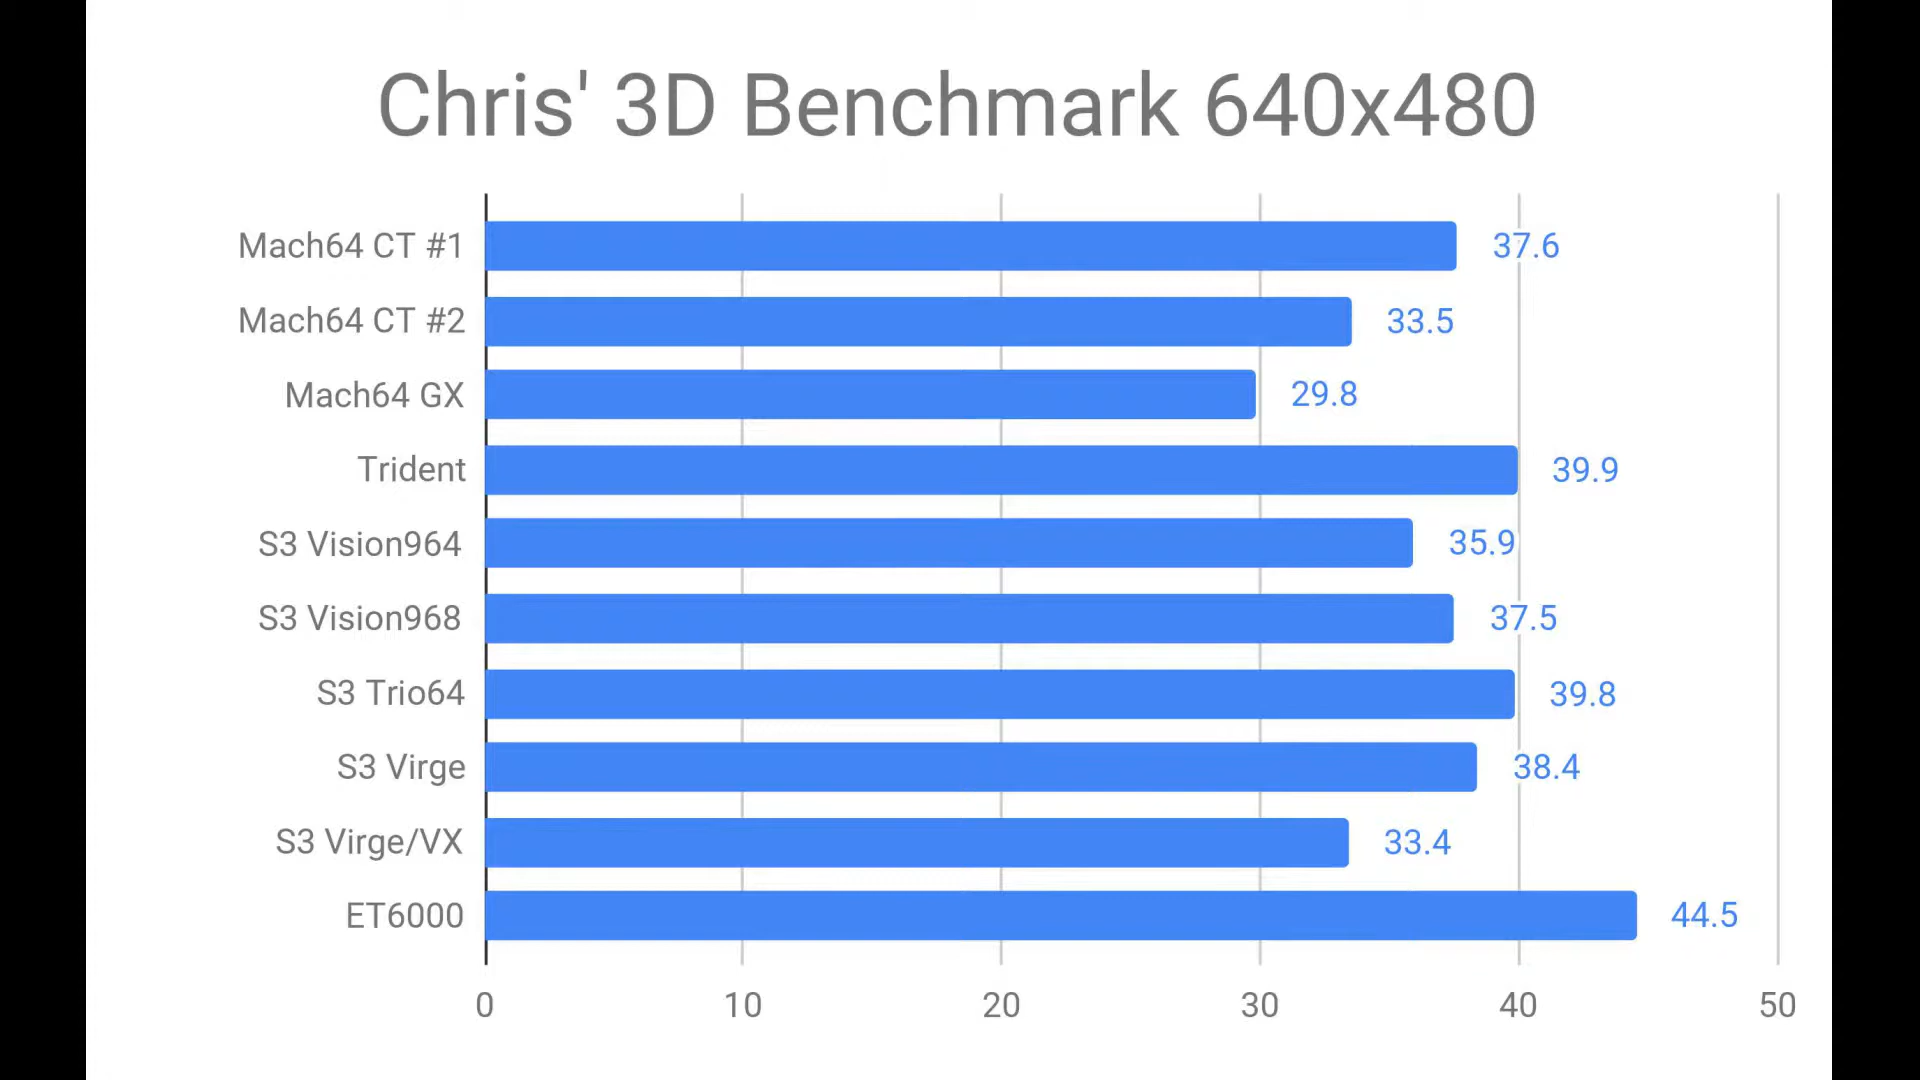 Chris' 3D Benchmark 640x480
Mach64 CT #1 37.6
Mach64 CT #2 33.5
Mach64 GX 29.8
Trident 39.9
S3 Vision964 35.9
S3 Vision968 37.5
S3 Trio64 39.8
S3 Virge 38.4
S3 Virge/VX 33.4
ET6000 44.5
0 10 20 30 40 50